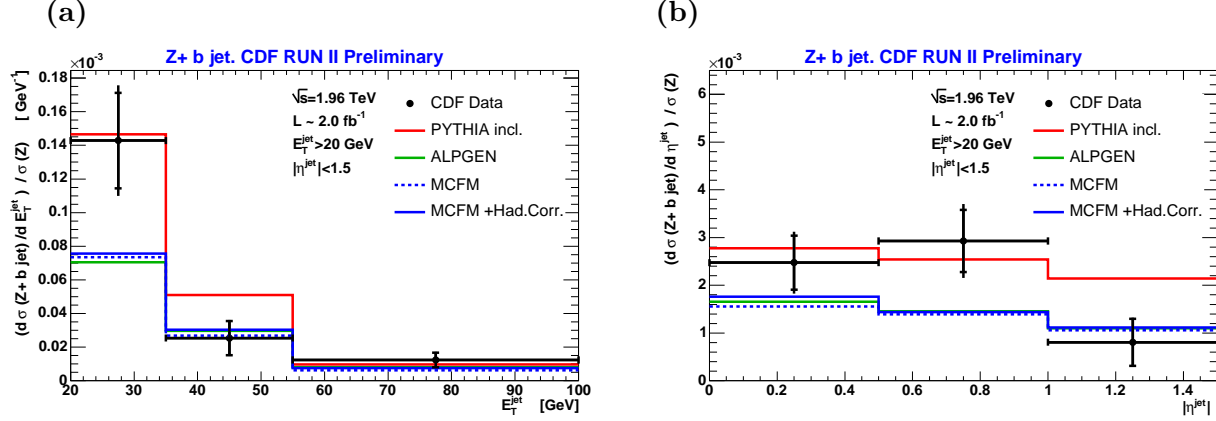 (a)
Z+ b jet. CDF RUN II Preliminary
×10⁻³
(d σ (Z+ b jet) /d E_T^jet ) / σ (Z) [ GeV⁻¹]
0.18
0.16
0.14
0.12
0.1
0.08
0.06
0.04
0.02
0
√s=1.96 TeV
L ~ 2.0 fb⁻¹
E_T^jet>20 GeV
|η^jet|<1.5
CDF Data
PYTHIA incl.
ALPGEN
MCFM
MCFM +Had.Corr.
20 30 40 50 60 70 80 90 100
E_T^jet [GeV]
(b)
Z+ b jet. CDF RUN II Preliminary
×10⁻³
(d σ (Z+ b jet) /d η^jet ) / σ (Z)
6
5
4
3
2
1
0
√s=1.96 TeV
L ~ 2.0 fb⁻¹
E_T^jet>20 GeV
|η^jet|<1.5
CDF Data
PYTHIA incl.
ALPGEN
MCFM
MCFM +Had.Corr.
0 0.2 0.4 0.6 0.8 1 1.2 1.4
|η^jet|